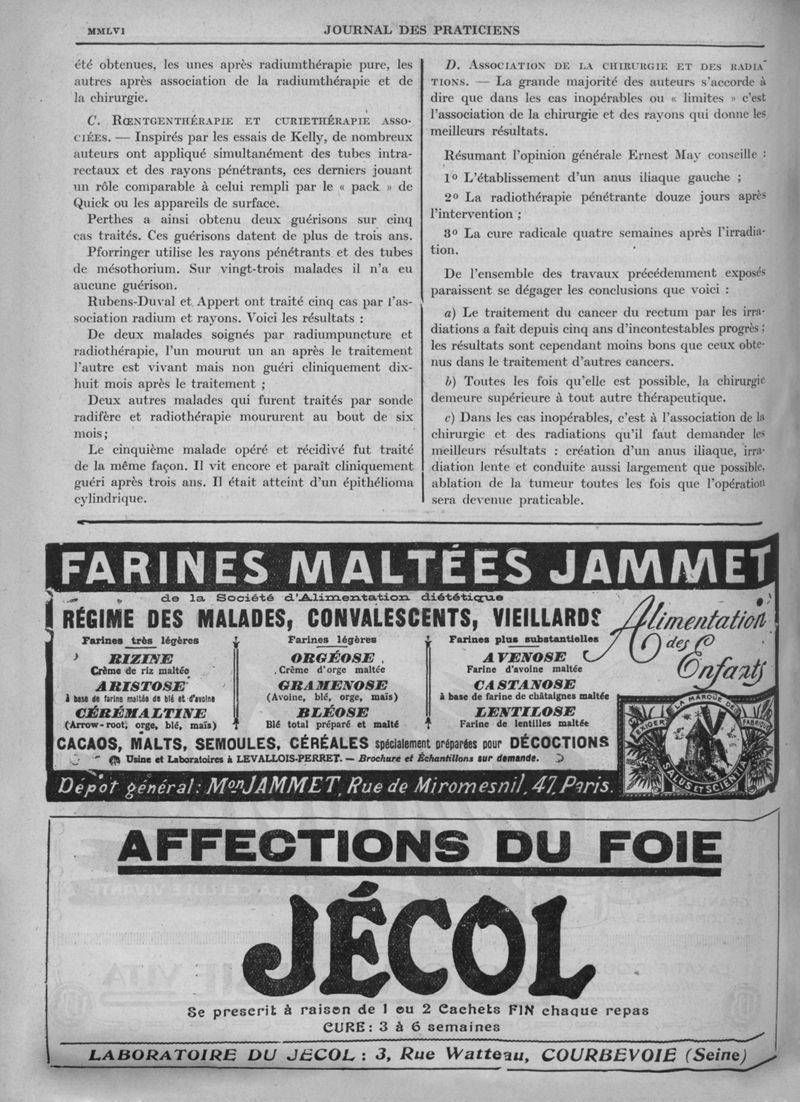 MMLVI
JOURNAL DES PRATICIENS
été obtenues, les unes après radiumthérapie pure, les
autres après association de la radiumthérapie et de
la chirurgie.
C. RŒNTGENTHÉRAPIE ET CURIETHÉRAPIE ASSO-
CIÉES. — Inspirés par les essais de Kelly, de nombreux
auteurs ont appliqué simultanément des tubes intra-
rectaux et des rayons pénétrants, ces derniers jouant
un rôle comparable à celui rempli par le « pack » de
Quick ou les appareils de surface.
Perthes a ainsi obtenu deux guérisons sur cinq
cas traités. Ces guérisons datent de plus de trois ans.
Pforringer utilise les rayons pénétrants et des tubes
de mésothorium. Sur vingt-trois malades il n'a eu
aucune guérison.
Rubens-Duval et Appert ont traité cinq cas par l'as-
sociation radium et rayons. Voici les résultats :
De deux malades soignés par radiumpuncture et
radiothérapie, l'un mourut un an après le traitement
l'autre est vivant mais non guéri cliniquement dix-
huit mois après le traitement ;
Deux autres malades qui furent traités par sonde
radifère et radiothérapie moururent au bout de six
mois ;
Le cinquième malade opéré et récidivé fut traité
de la même façon. Il vit encore et paraît cliniquement
guéri après trois ans. Il était atteint d'un épithélioma
cylindrique.
D. ASSOCIATION DE LA CHIRURGIE ET DES RADIA-
TIONS. — La grande majorité des auteurs s'accorde à
dire que dans les cas inopérables ou « limites » c'est
l'association de la chirurgie et des rayons qui donne les
meilleurs résultats.
Résumant l'opinion générale Ernest May conseille :
1º L'établissement d'un anus iliaque gauche ;
2º La radiothérapie pénétrante douze jours après
l'intervention ;
3º La cure radicale quatre semaines après l'irradia-
tion.
De l'ensemble des travaux précédemment exposés
paraissent se dégager les conclusions que voici :
a) Le traitement du cancer du rectum par les irra-
diations a fait depuis cinq ans d'incontestables progrès ;
les résultats sont cependant moins bons que ceux obte-
nus dans le traitement d'autres cancers.
b) Toutes les fois qu'elle est possible, la chirurgie
demeure supérieure à tout autre thérapeutique.
c) Dans les cas inopérables, c'est à l'association de la
chirurgie et des radiations qu'il faut demander les
meilleurs résultats : création d'un anus iliaque, irra-
diation lente et conduite aussi largement que possible,
ablation de la tumeur toutes les fois que l'opération
sera devenue praticable.
FARINES MALTÉES JAMMET
de la Société d'Alimentation diététique
RÉGIME DES MALADES, CONVALESCENTS, VIEILLARDS
Alimentation
des
Enfants
Farines très légères
RIZINE
Crème de riz maltée
ARISTOSE
à base de farine maltée de blé et d'avoine
CÉRÉMALTINE
(Arrow-root, orge, blé, maïs)
Farines légères
ORGÉOSE
Crème d'orge maltée
GRAMENOSE
(Avoine, blé, orge, maïs)
BLÉOSE
Blé total préparé et malté
Farines plus substantielles
AVENOSE
Farine d'avoine maltée
CASTANOSE
à base de farine de châtaignes maltée
LENTILOSE
Farine de lentilles maltée
CACAOS, MALTS, SEMOULES, CÉRÉALES spécialement préparées pour DÉCOCTIONS
Usine et Laboratoires à LEVALLOIS-PERRET. — Brochure et Échantillons sur demande.
Dépôt général: Mon JAMMET, Rue de Miromesnil, 47, Paris.
EXIGER LA MARQUE DE FABRIQUE
SALUS ET SCIENTIA
AFFECTIONS DU FOIE
JÉCOL
Se prescrit à raison de 1 ou 2 Cachets FIN chaque repas
CURE : 3 à 6 semaines
LABORATOIRE DU JÉCOL : 3, Rue Watteau, COURBEVOIE (Seine)